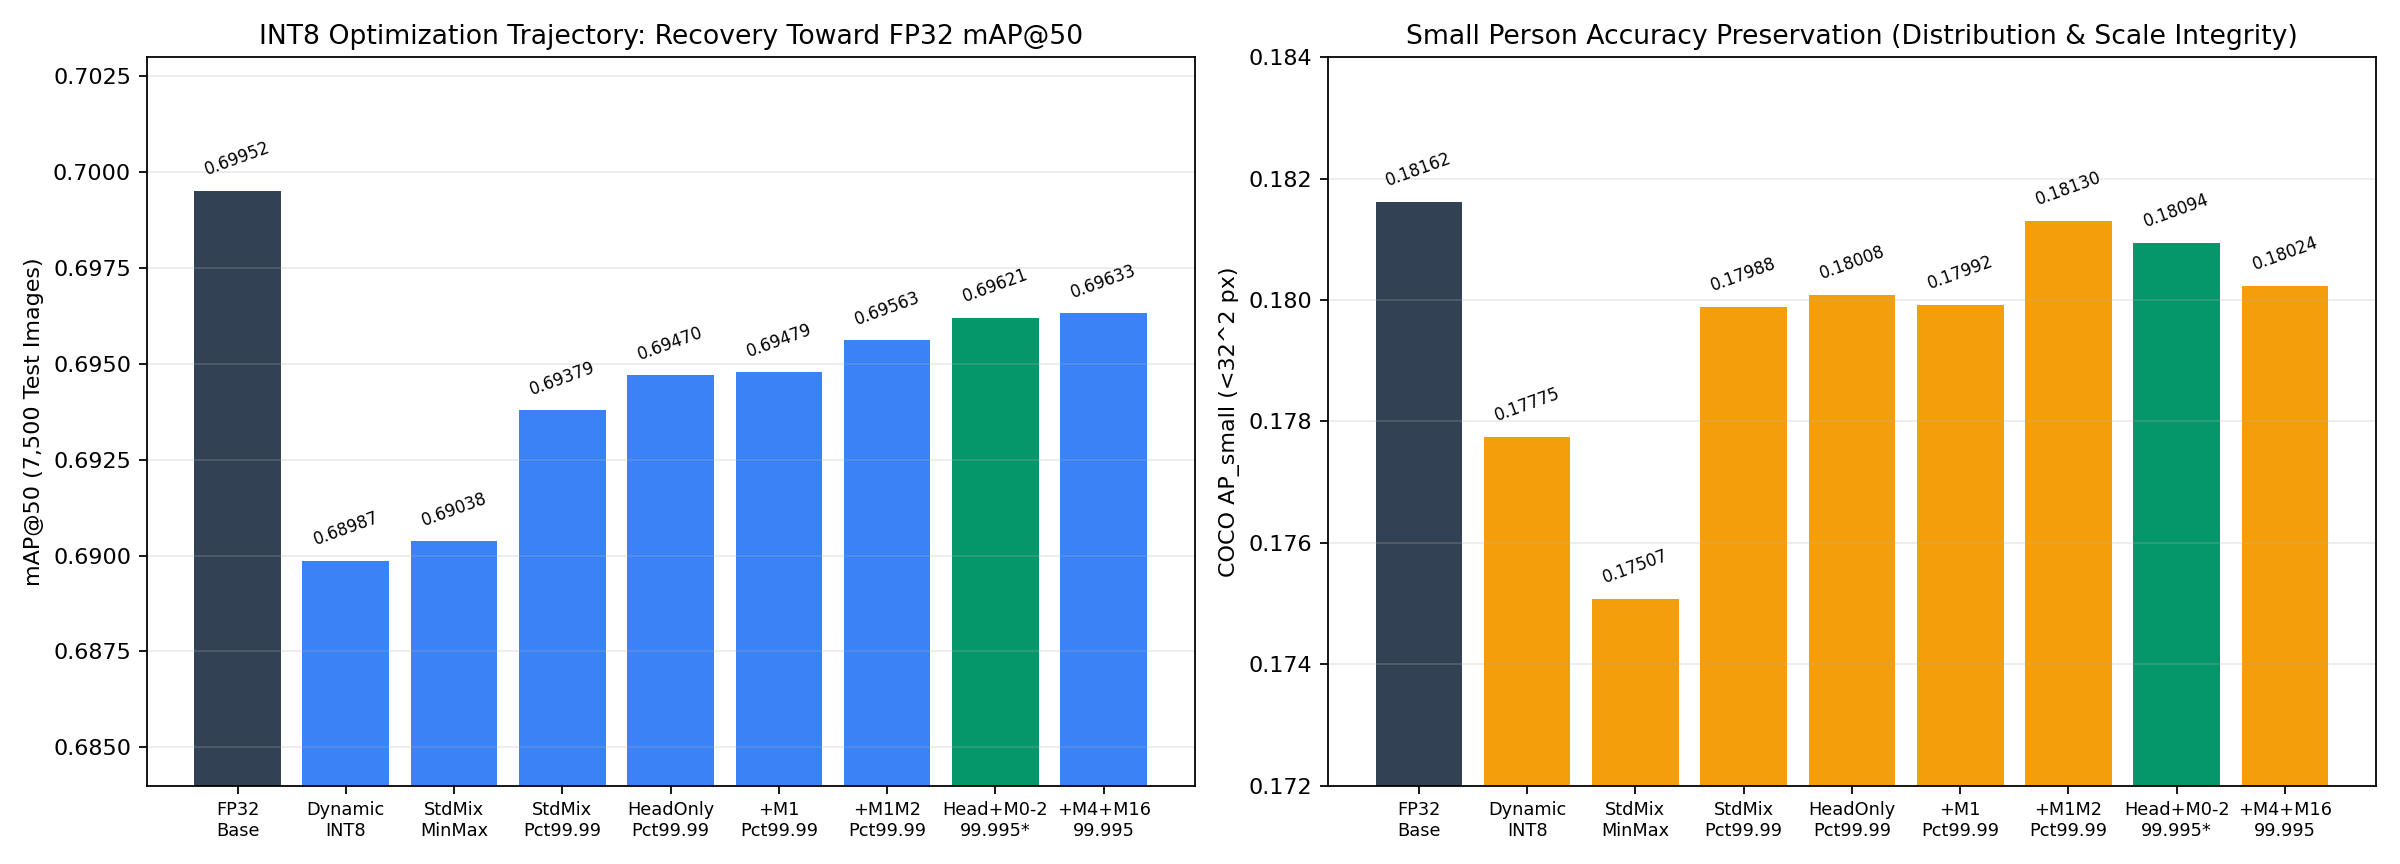 INT8 Optimization Trajectory: Recovery Toward FP32 mAP@50
mAP@50 (7,500 Test Images)
0.7025
0.7000
0.6975
0.6950
0.6925
0.6900
0.6875
0.6850
0.69952
0.68987
0.69038
0.69379
0.69470
0.69479
0.69563
0.69621
0.69633
FP32
Base
Dynamic
INT8
StdMix
MinMax
StdMix
Pct99.99
HeadOnly
Pct99.99
+M1
Pct99.99
+M1M2
Pct99.99
Head+M0-2
99.995*
+M4+M16
99.995
Small Person Accuracy Preservation (Distribution & Scale Integrity)
COCO AP_small (<32^2 px)
0.184
0.182
0.180
0.178
0.176
0.174
0.172
0.18162
0.17775
0.17507
0.17988
0.18008
0.17992
0.18130
0.18094
0.18024
FP32
Base
Dynamic
INT8
StdMix
MinMax
StdMix
Pct99.99
HeadOnly
Pct99.99
+M1
Pct99.99
+M1M2
Pct99.99
Head+M0-2
99.995*
+M4+M16
99.995